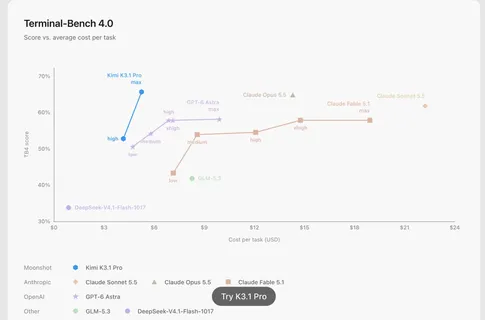 Terminal-Bench 4.0
Score vs. average cost per task
70%
Kimi K3.1 Pro
max
GPT-6 Astra
max
Claude Opus 5.5
Claude Fable 5.1
max
Claude Sonnet 5.5
60%
high
xhigh
xhigh
high
medium
low
medium
high
50%
TB4 score
low
GLM-5.3
40%
DeepSeek-V4.1-Flash-1017
30%
$0
$3
$6
$9
$12
$15
$18
$21
$24
Cost per task (USD)
Moonshot
Kimi K3.1 Pro
Anthropic
Claude Sonnet 5.5
Claude Opus 5.5
Claude Fable 5.1
OpenAI
GPT-6 Astra
Other
GLM-5.3
DeepSeek-V4.1-Flash-1017
Try K3.1 Pro